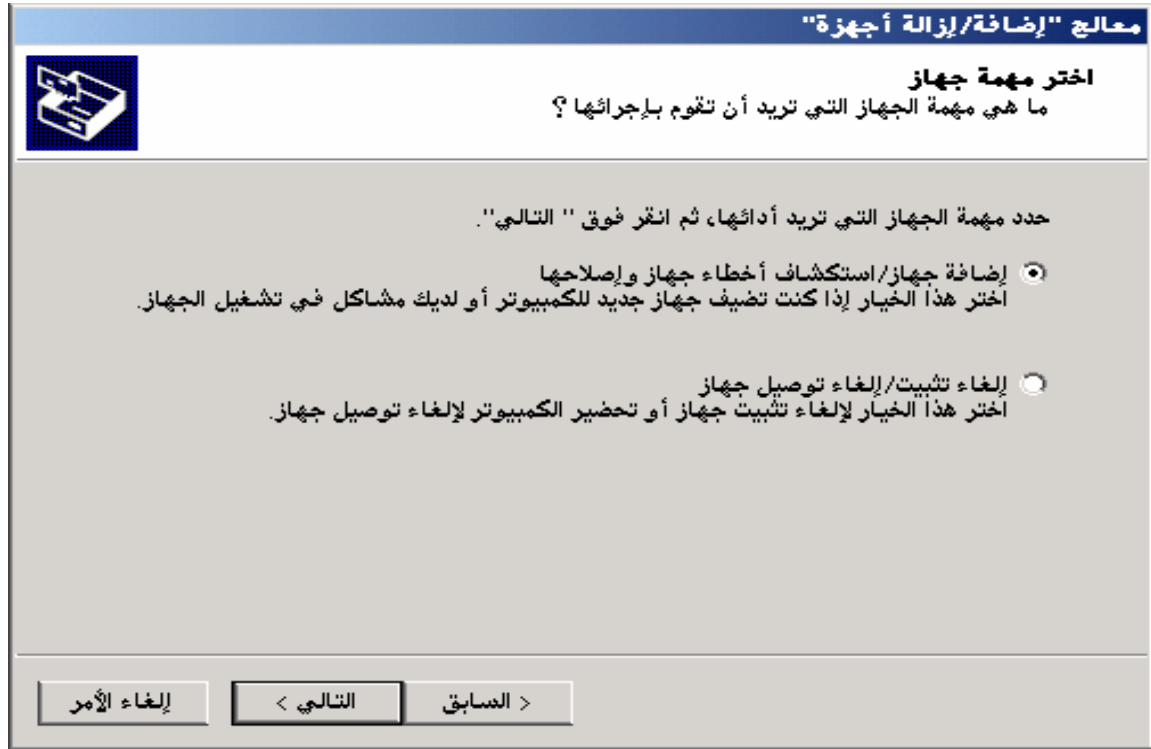 معالج "إضافة/إزالة أجهزة"
اختر مهمة جهاز
ما هي مهمة الجهاز التي تريد أن تقوم بإجرائها ؟
حدد مهمة الجهاز التي تريد أدائها، ثم انقر فوق " التالي".
إضافة جهاز/استكشاف أخطاء جهاز وإصلاحها
اختر هذا الخيار إذا كنت تضيف جهاز جديد للكمبيوتر أو لديك مشاكل في تشغيل الجهاز.
إلغاء تثبيت/إلغاء توصيل جهاز
اختر هذا الخيار لإلغاء تثبيت جهاز أو تحضير الكمبيوتر لإلغاء توصيل جهاز.
< السابق
التالي >
إلغاء الأمر